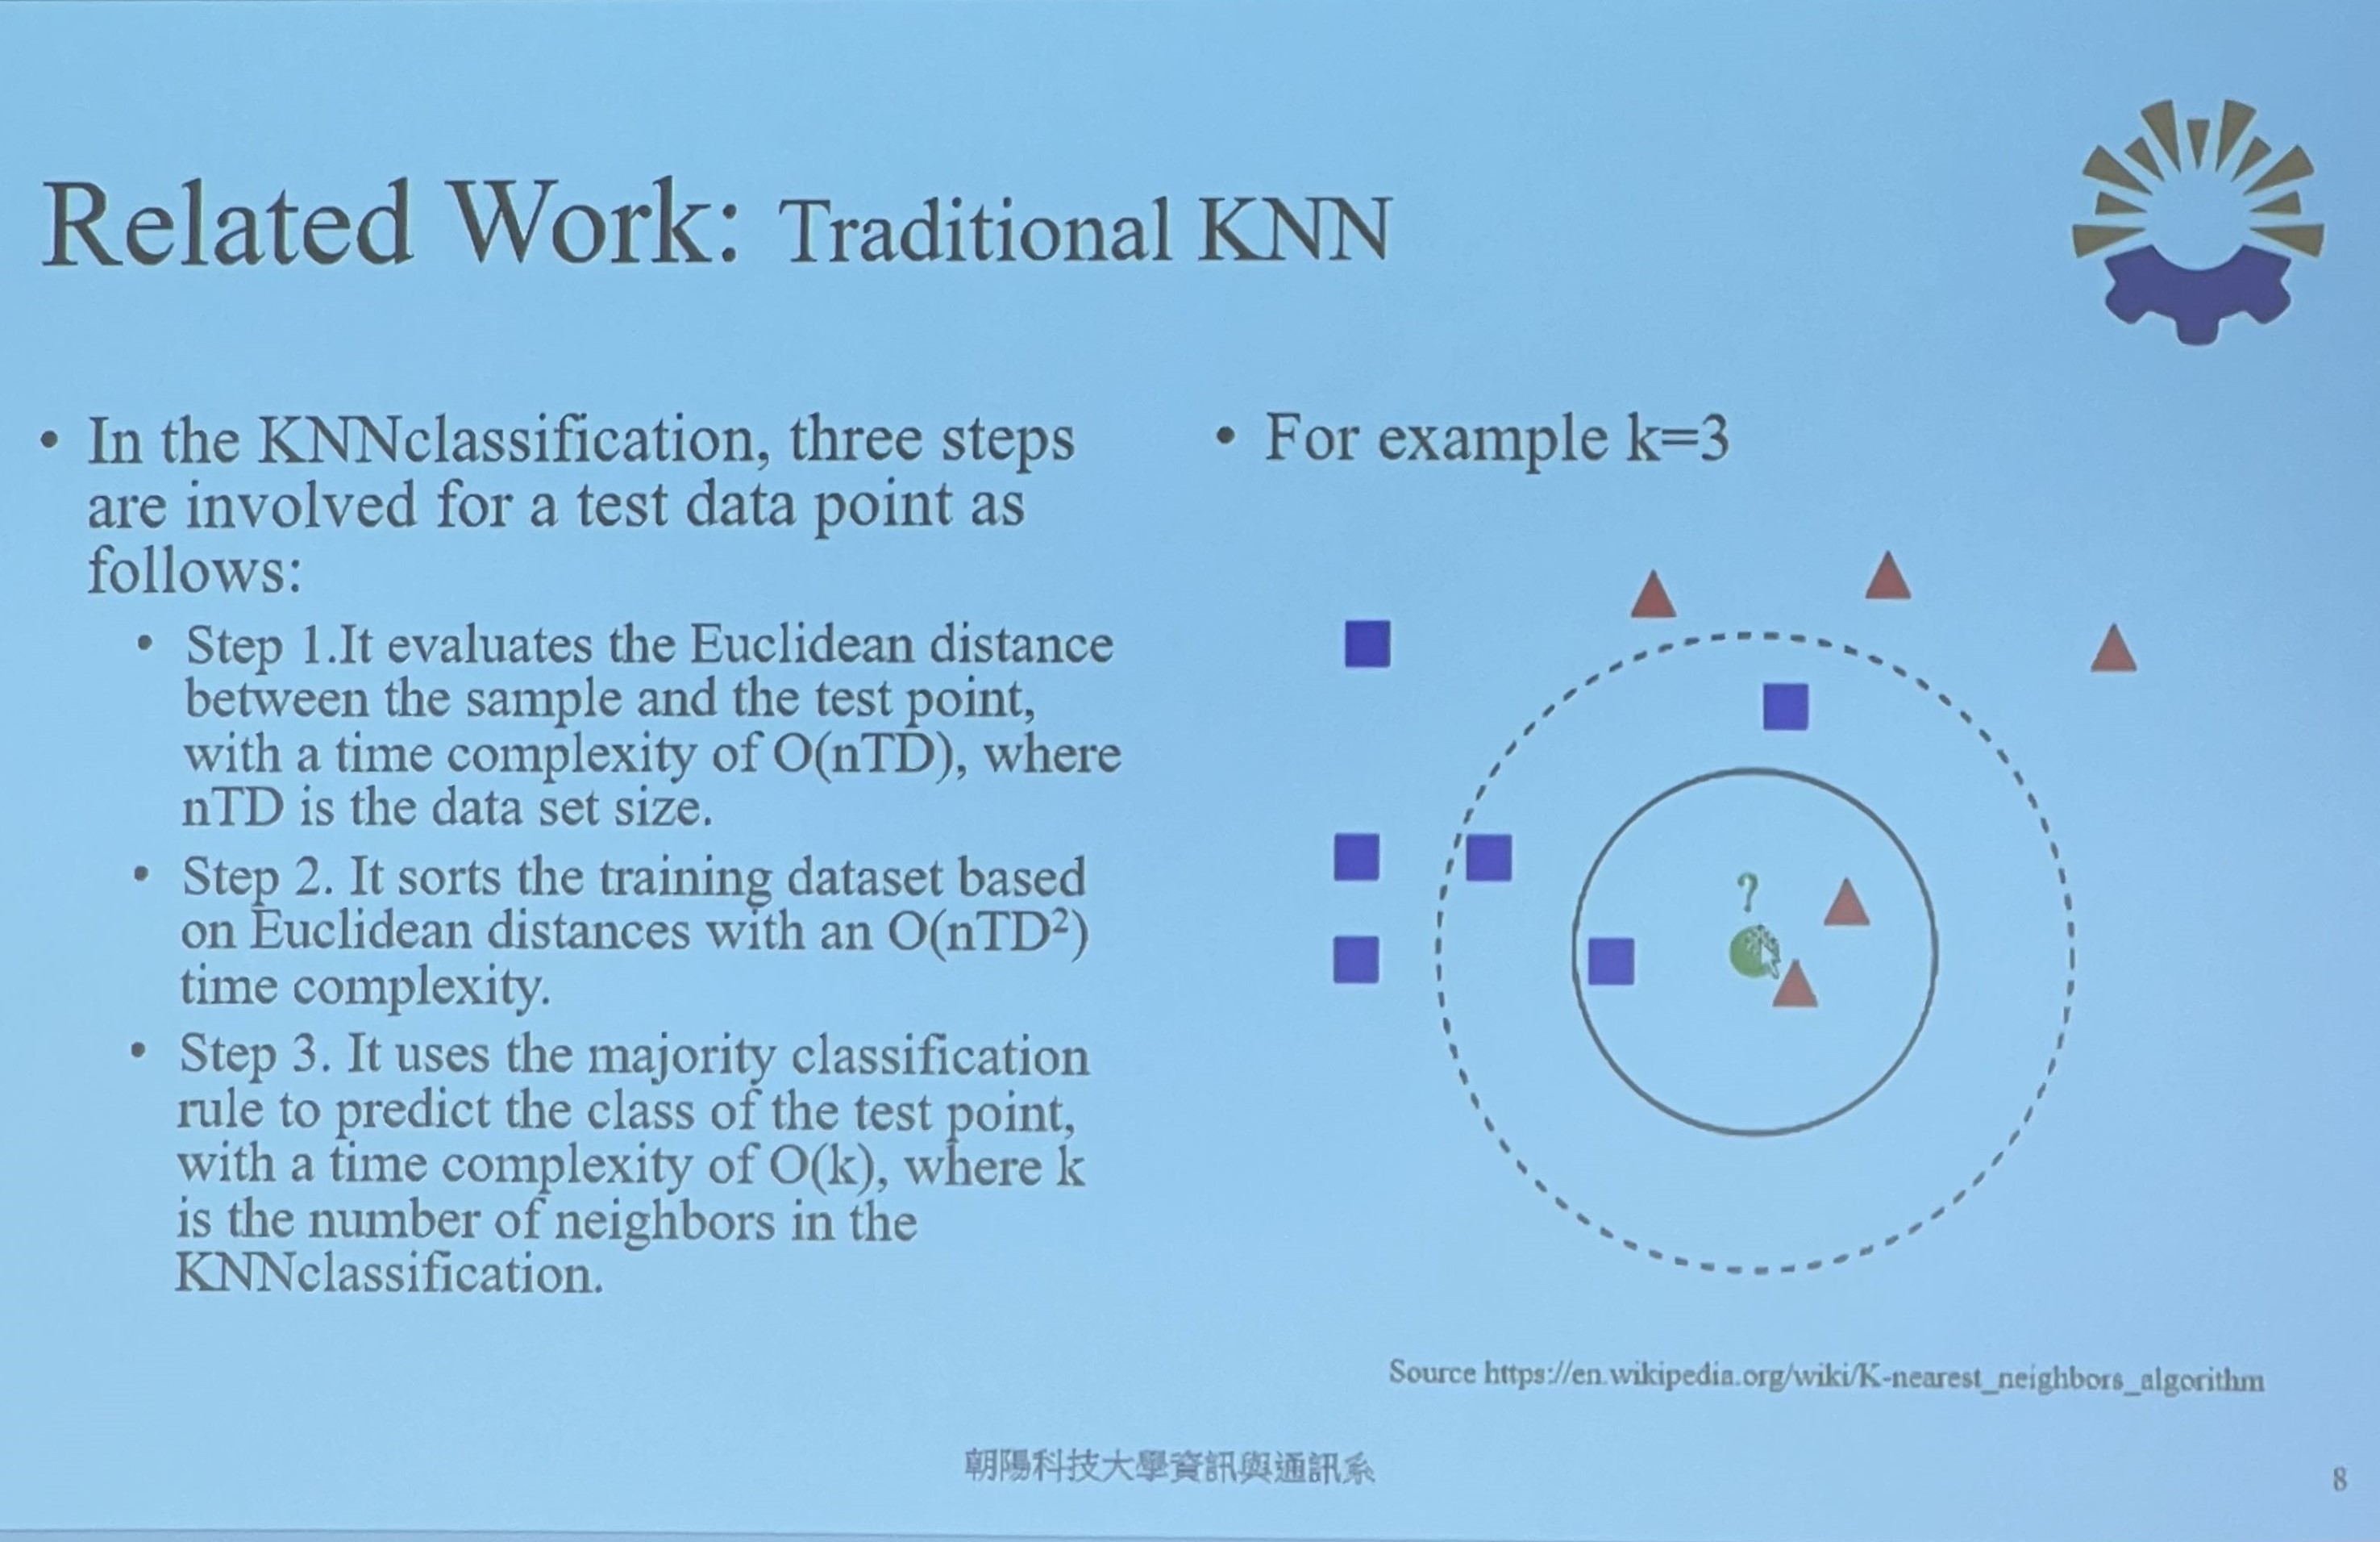 Related Work: Traditional KNN
• In the KNNclassification, three steps
are involved for a test data point as
follows:
• Step 1.It evaluates the Euclidean distance
between the sample and the test point,
with a time complexity of O(nTD), where
nTD is the data set size.
• Step 2. It sorts the training dataset based
on Euclidean distances with an O(nTD²)
time complexity.
• Step 3. It uses the majority classification
rule to predict the class of the test point,
with a time complexity of O(k), where k
is the number of neighbors in the
KNNclassification.
• For example k=3
?
Source https://en.wikipedia.org/wiki/K-nearest_neighbors_algorithm
朝陽科技大學資訊與通訊系
8